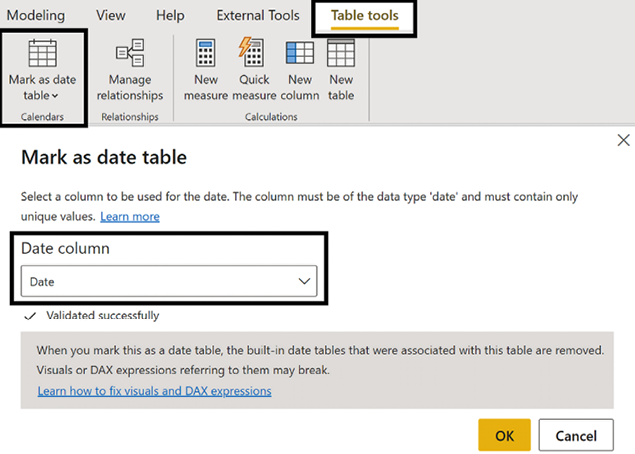 Modeling View Help External Tools Table tools
Mark as date table
Manage relationships
New measure
Quick measure
New column
New table
Calendars Relationships Calculations
Mark as date table
Select a column to be used for the date. The column must be of the data type 'date' and must contain only
unique values. Learn more
Date column
Date
Validated successfully
When you mark this as a date table, the built-in date tables that were associated with this table are removed.
Visuals or DAX expressions referring to them may break.
Learn how to fix visuals and DAX expressions
OK Cancel